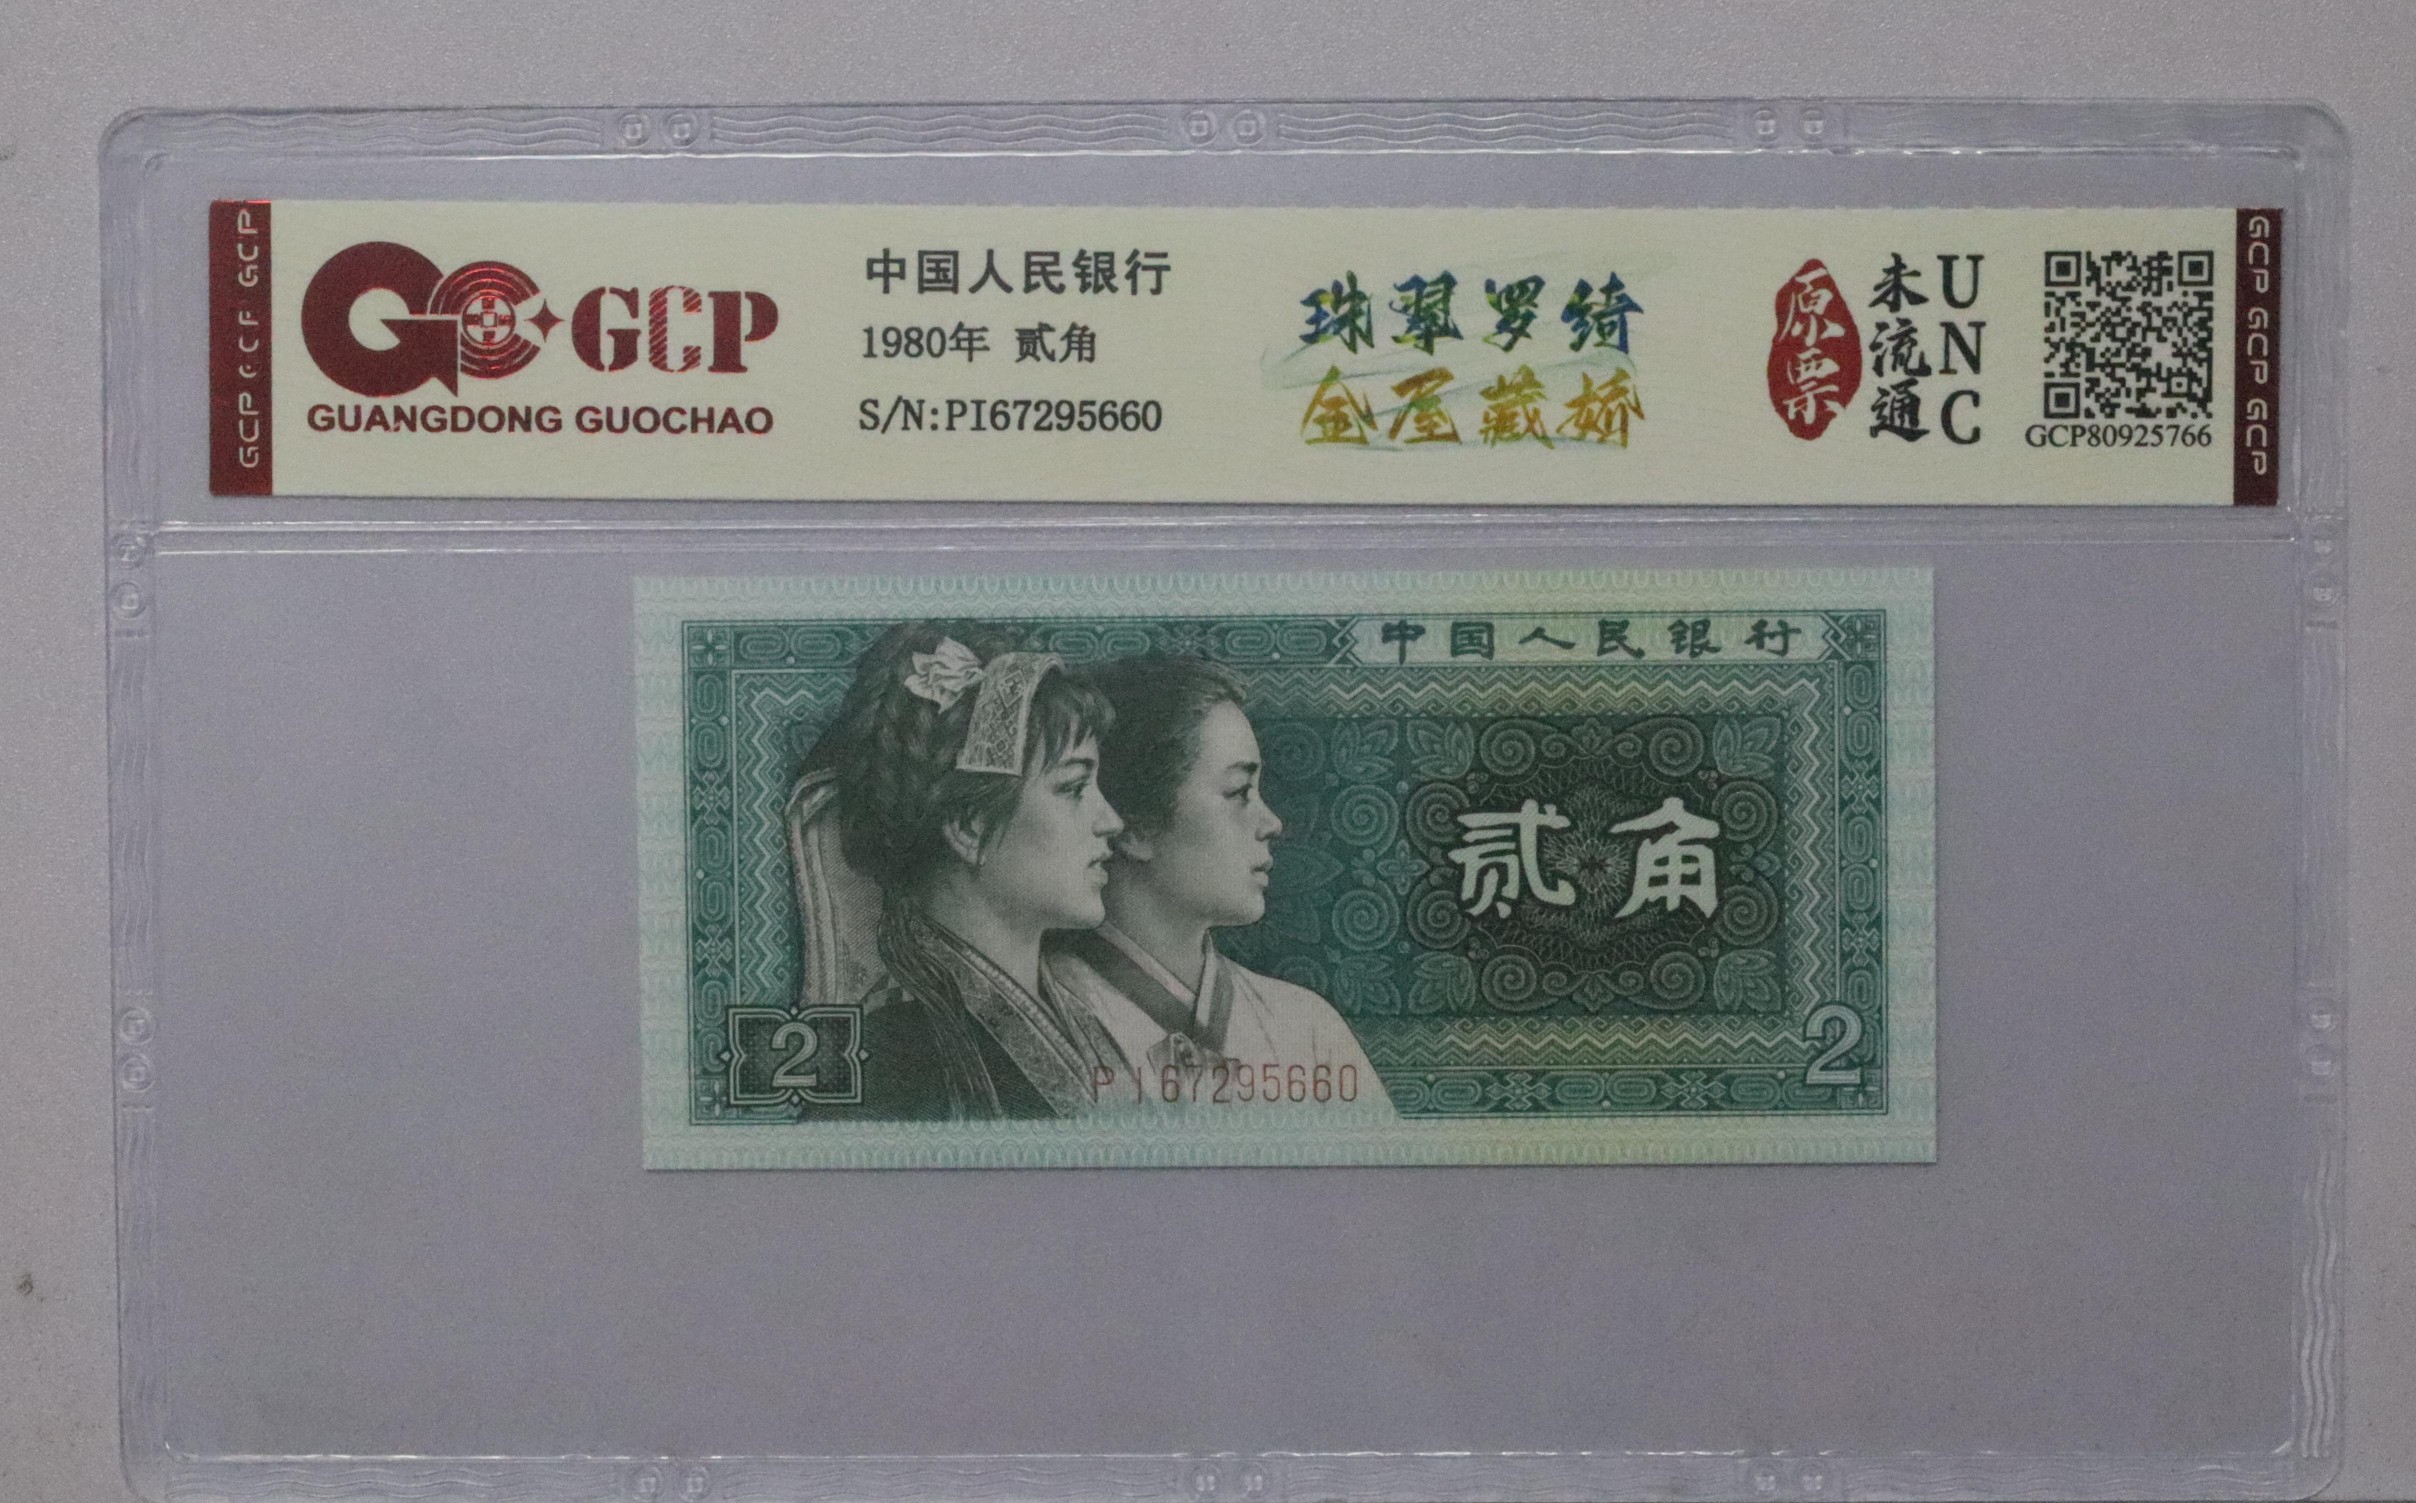 GCP GCP GCP
GCP
GUANGDONG GUOCHAO
中国人民银行
1980年 贰角
S/N:PI67295660
珠翠罗绮
金屋藏娇
原票
未流通
UNC
GCP80925766
GCP GCP GCP
中国人民银行
贰角
2
PI67295660
2